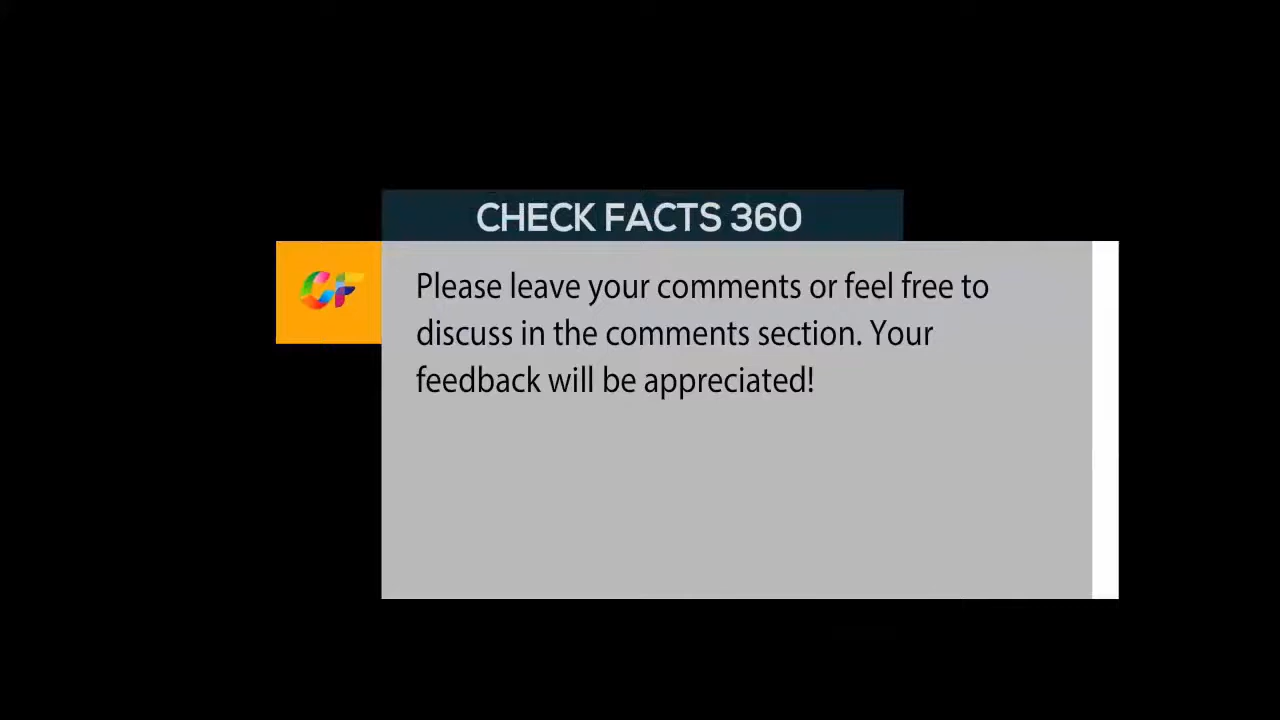 CHECK FACTS 360
CF
Please leave your comments or feel free to
discuss in the comments section. Your
feedback will be appreciated!